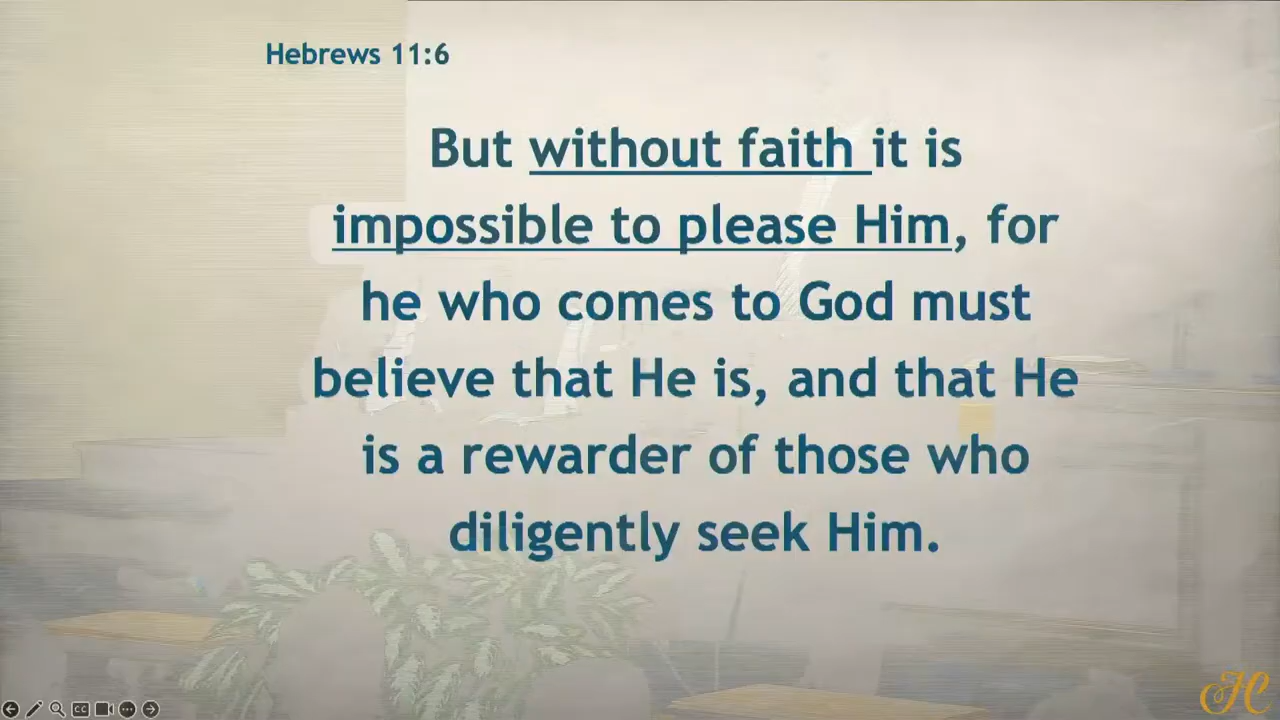 Hebrews 11:6
But without faith it is
impossible to please Him, for
he who comes to God must
believe that He is, and that He
is a rewarder of those who
diligently seek Him.